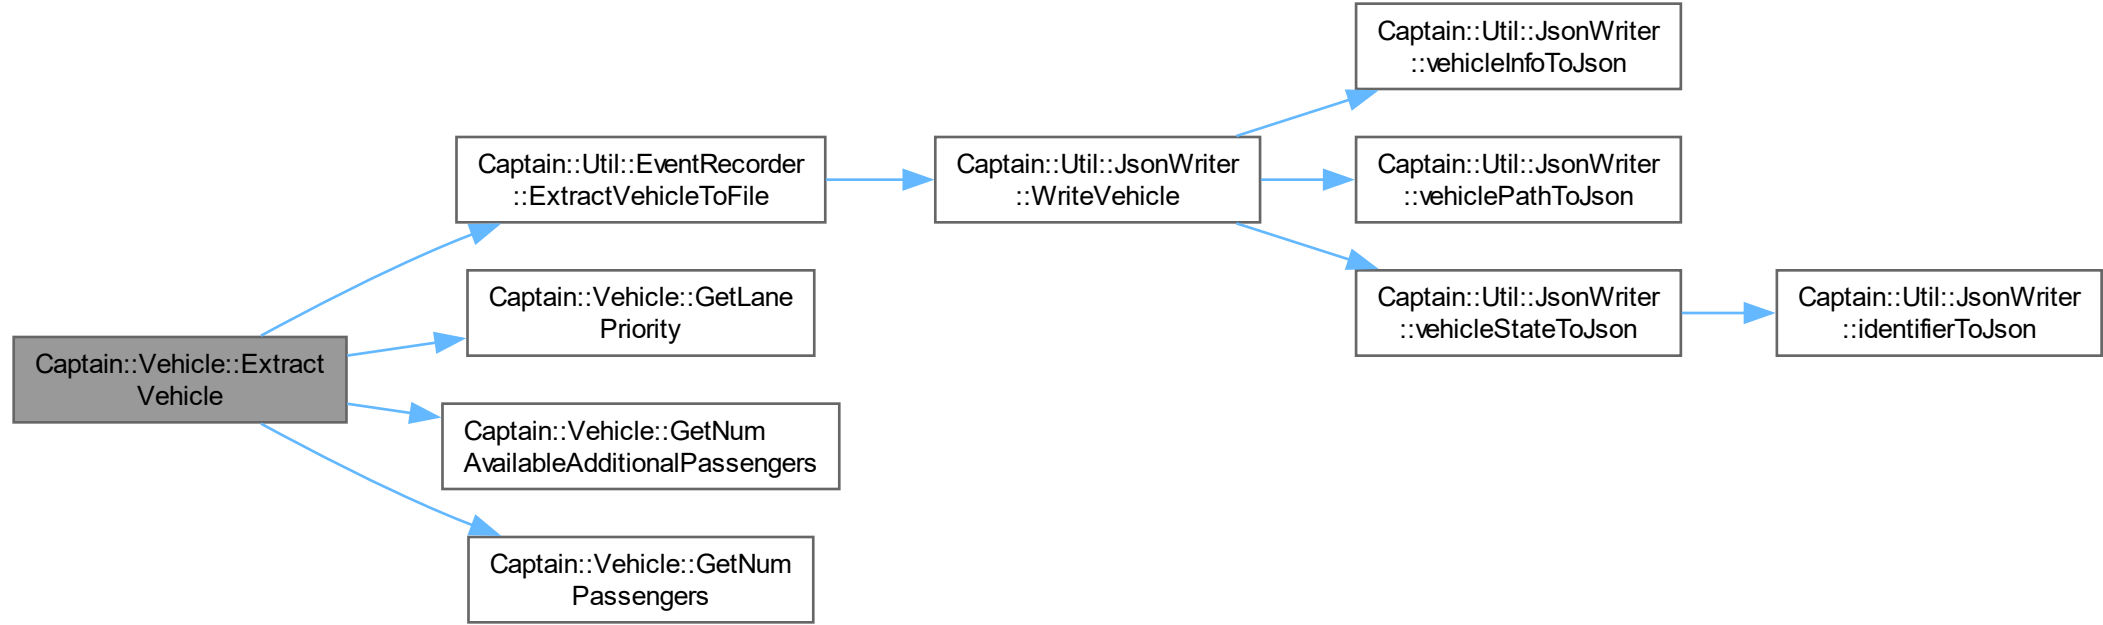 Captain::Vehicle::Extract
Vehicle
Captain::Util::EventRecorder
::ExtractVehicleToFile
Captain::Util::JsonWriter
::WriteVehicle
Captain::Util::JsonWriter
::vehicleInfoToJson
Captain::Util::JsonWriter
::vehiclePathToJson
Captain::Util::JsonWriter
::vehicleStateToJson
Captain::Util::JsonWriter
::identifierToJson
Captain::Vehicle::GetLane
Priority
Captain::Vehicle::GetNum
AvailableAdditionalPassengers
Captain::Vehicle::GetNum
Passengers